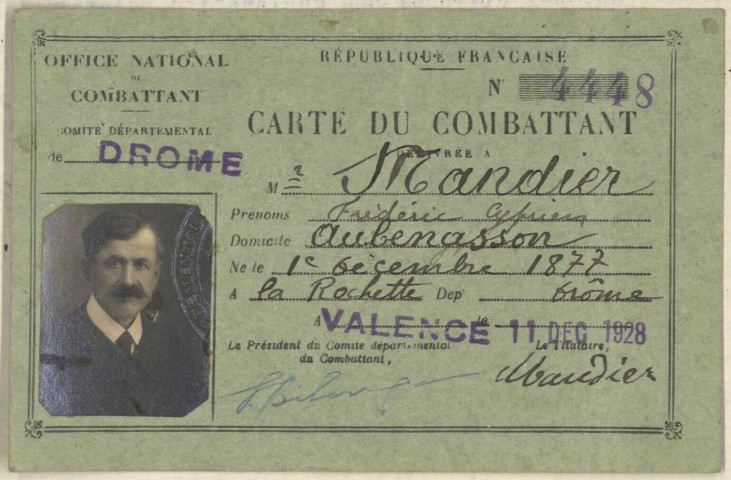 OFFICE NATIONAL
DU
COMBATTANT
COMITÉ DÉPARTEMENTAL
de DROME
RÉPUBLIQUE FRANÇAISE
N° 4448
CARTE DU COMBATTANT
DÉLIVRÉE A
Mr Mandier
Prénoms Frédéric Cyprien
Domicile Aubenasson
Né le 1e décembre 1877
A la Rochette Dep' drôme
A VALENCE le 11 DEC 1928
Le Président du Comité départemental
du Combattant,
Le Titulaire,
Mandier